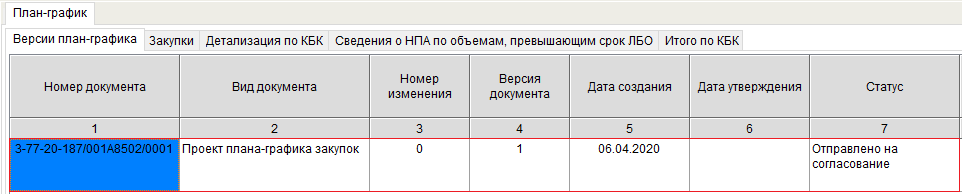 План-график
Версии план-графика Закупки Детализация по КБК Сведения о НПА по объемам, превышающим срок ЛБО Итого по КБК
Номер документа Вид документа Номер изменения Версия документа Дата создания Дата утверждения Статус
1 2 3 4 5 6 7
3-77-20-187/001А8502/0001 Проект плана-графика закупок 0 1 06.04.2020 Отправлено на согласование